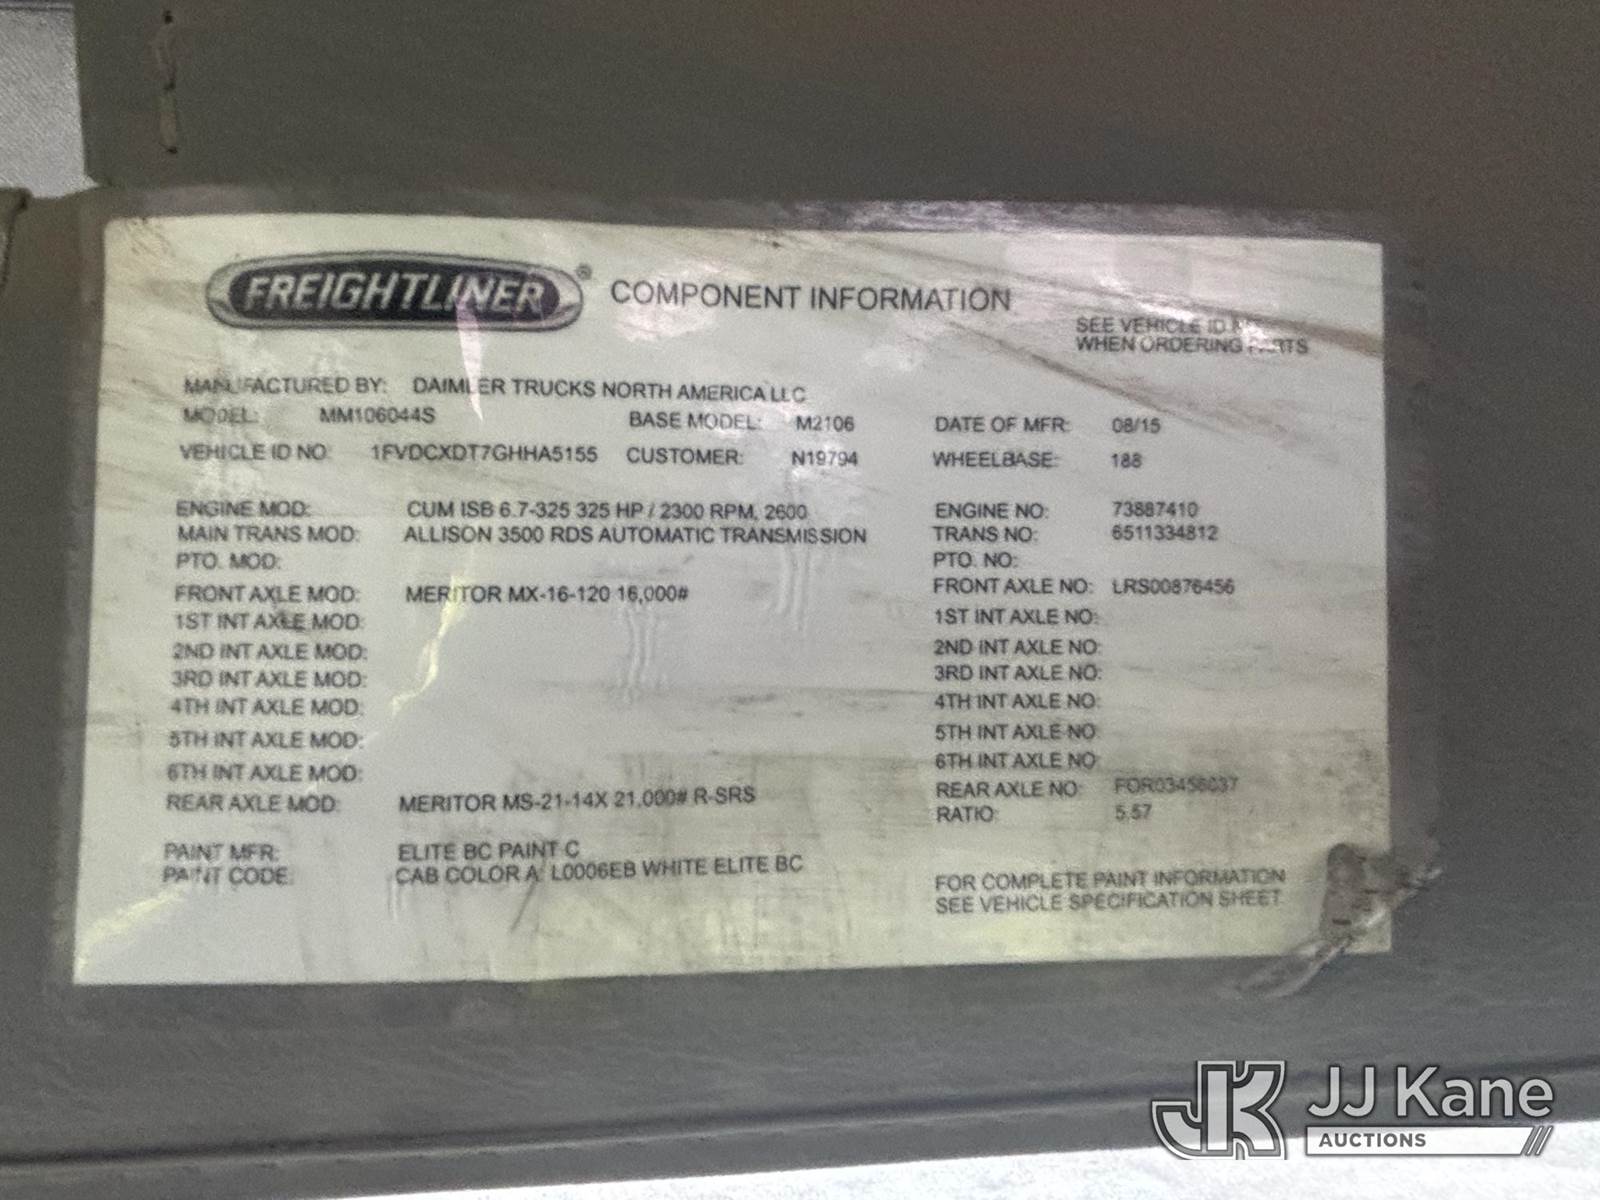 FREIGHTLINER® COMPONENT INFORMATION
SEE VEHICLE ID
WHEN ORDERING PARTS
MANUFACTURED BY: DAIMLER TRUCKS NORTH AMERICA LLC
MODEL: MM106044S BASE MODEL: M2106 DATE OF MFR: 08/15
VEHICLE ID NO: 1FVDCXDT7GHHA5155 CUSTOMER: N19794 WHEELBASE: 188
ENGINE MOD: CUM ISB 6.7-325 325 HP / 2300 RPM, 2600 ENGINE NO: 73887410
MAIN TRANS MOD: ALLISON 3500 RDS AUTOMATIC TRANSMISSION TRANS NO: 6511334812
PTO. MOD: PTO. NO:
FRONT AXLE MOD: MERITOR MX-16-120 16,000# FRONT AXLE NO: LRS00876456
1ST INT AXLE MOD: 1ST INT AXLE NO:
2ND INT AXLE MOD: 2ND INT AXLE NO:
3RD INT AXLE MOD: 3RD INT AXLE NO:
4TH INT AXLE MOD: 4TH INT AXLE NO:
5TH INT AXLE MOD: 5TH INT AXLE NO:
6TH INT AXLE MOD: 6TH INT AXLE NO:
REAR AXLE MOD: MERITOR MS-21-14X 21,000# R-SRS REAR AXLE NO:
RATIO: 5.57
PAINT MFR: ELITE BC PAINT C
PAINT CODE: CAB COLOR A: L0006EB WHITE ELITE BC
FOR COMPLETE PAINT INFORMATION
SEE VEHICLE SPECIFICATION SHEET.
JK JJ Kane
AUCTIONS